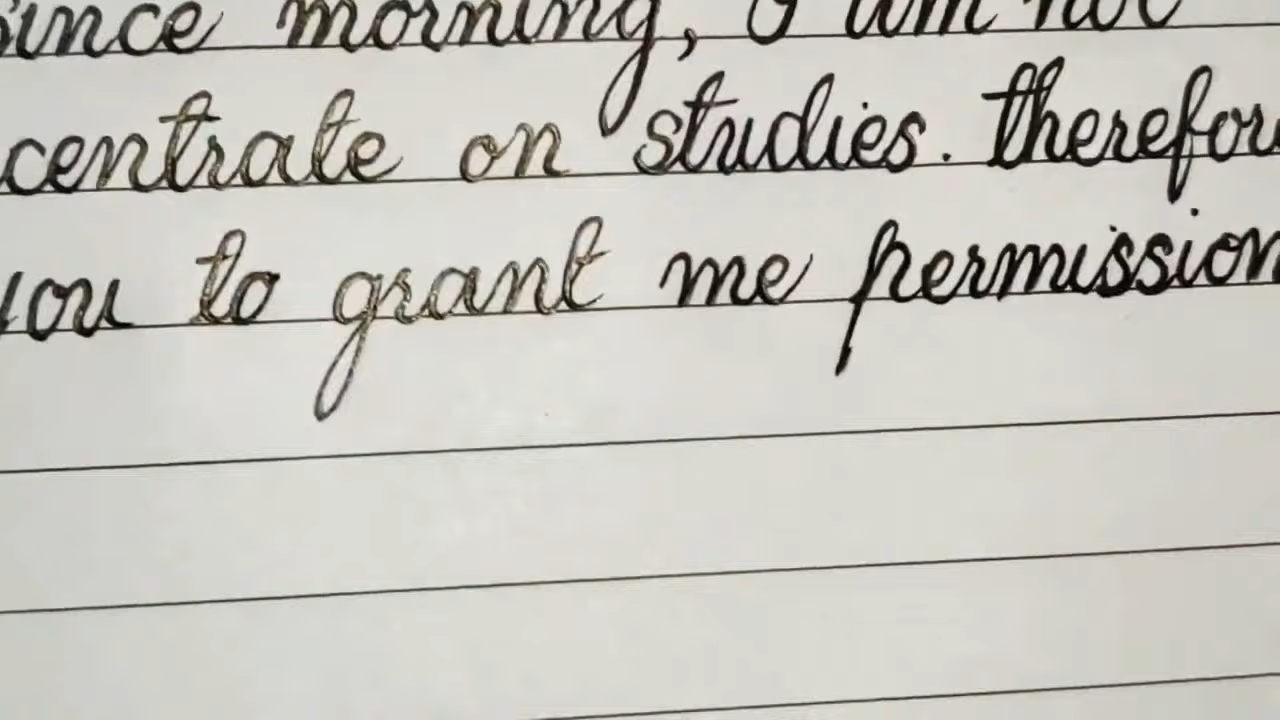 since morning, I am not
centrate on studies. therefor
you to grant me permission